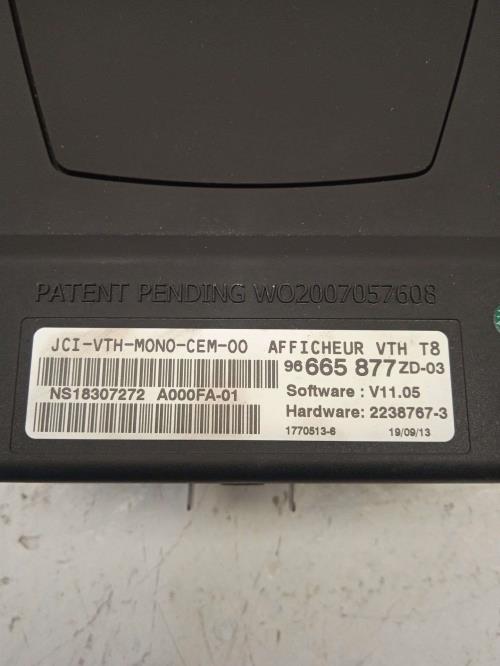 PATENT PENDING WO2007057608
JCI-VTH-MONO-CEM-00 AFFICHEUR VTH T8
96 665 877 ZD-03
NS18307272 A000FA-01
Software : V11.05
Hardware: 2238767-3
1770513-6 19/09/13